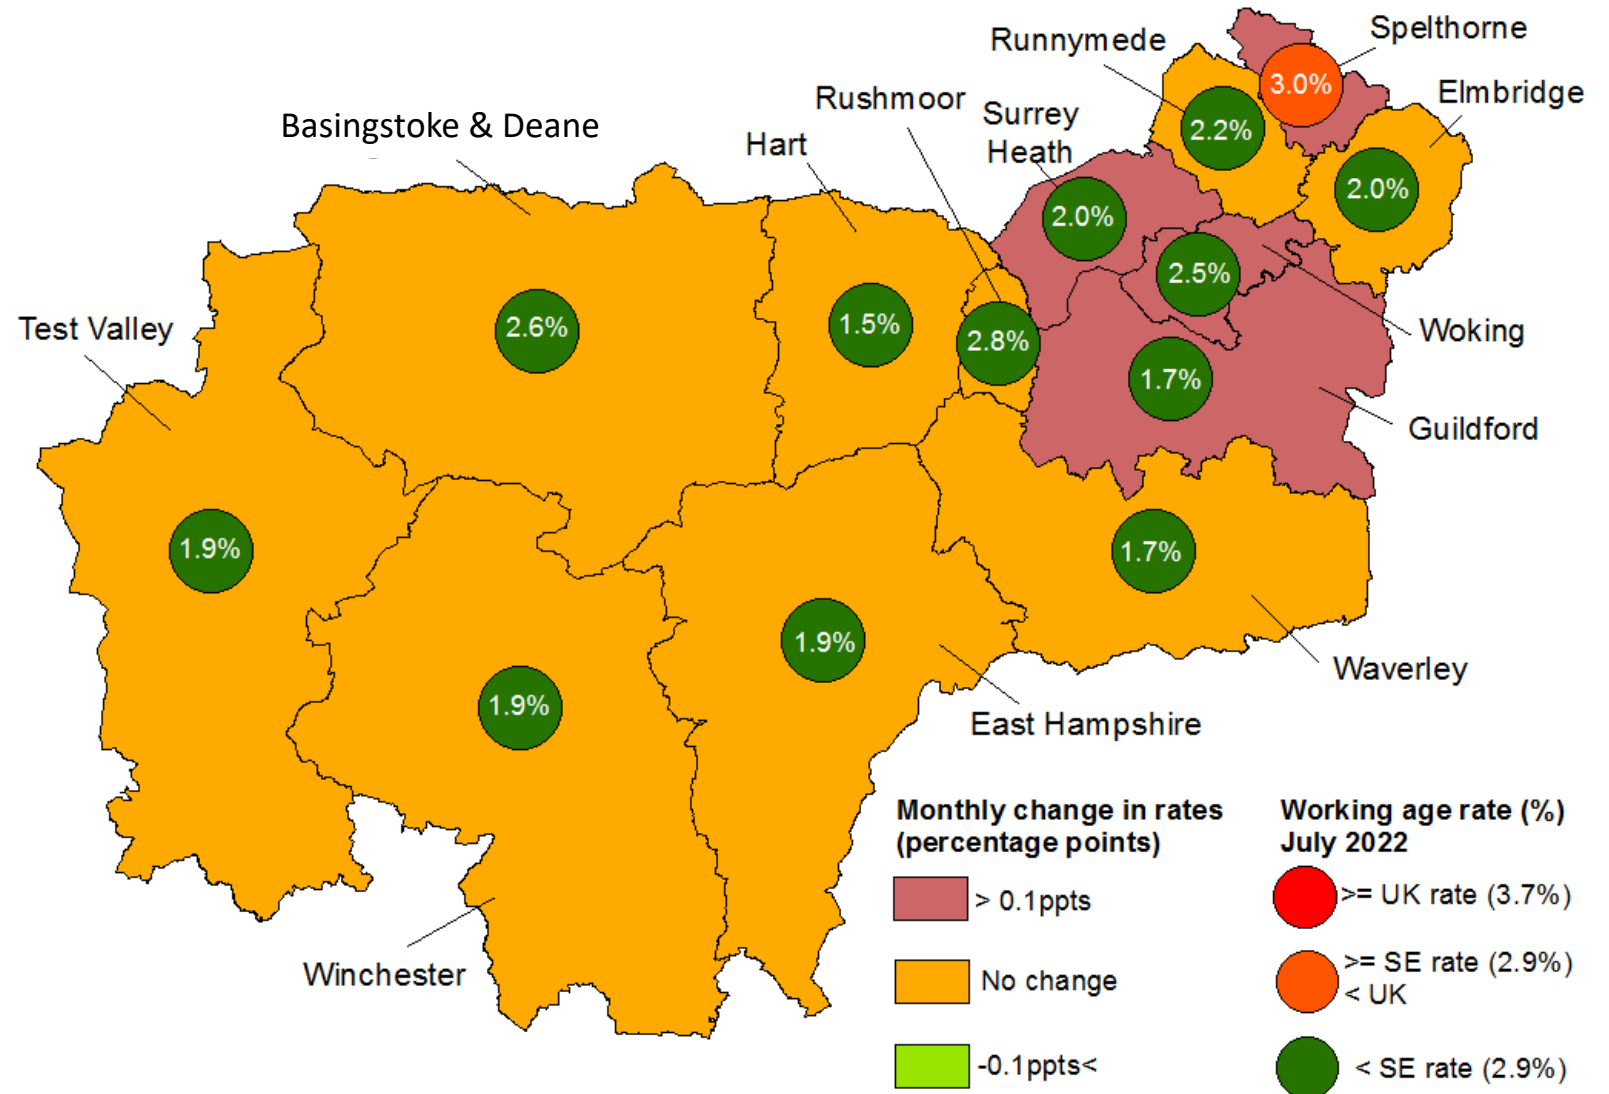 Spelthorne
Runnymede
3.0%
Elmbridge
Rushmoor
Surrey
Heath
Basingstoke & Deane
2.2%
Hart
2.0%
2.0%
2.5%
Test Valley
2.6%
1.5%
2.8%
Woking
1.7%
Guildford
1.9%
1.7%
1.9%
Waverley
1.9%
East Hampshire
Winchester
Monthly change in rates
(percentage points)
> 0.1ppts
No change
-0.1ppts<
Working age rate (%)
July 2022
>= UK rate (3.7%)
>= SE rate (2.9%)
< UK
< SE rate (2.9%)